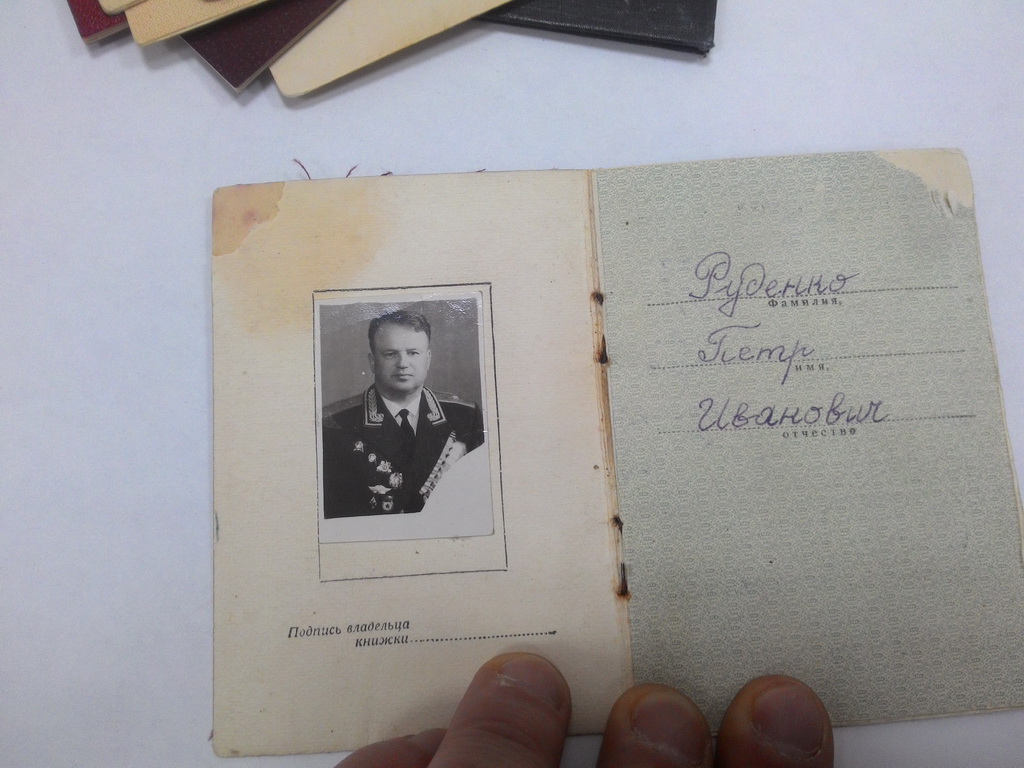 Подпись владельца
книжки
Руденко
Фамилия,
Петр
имя,
Иванович
отчество